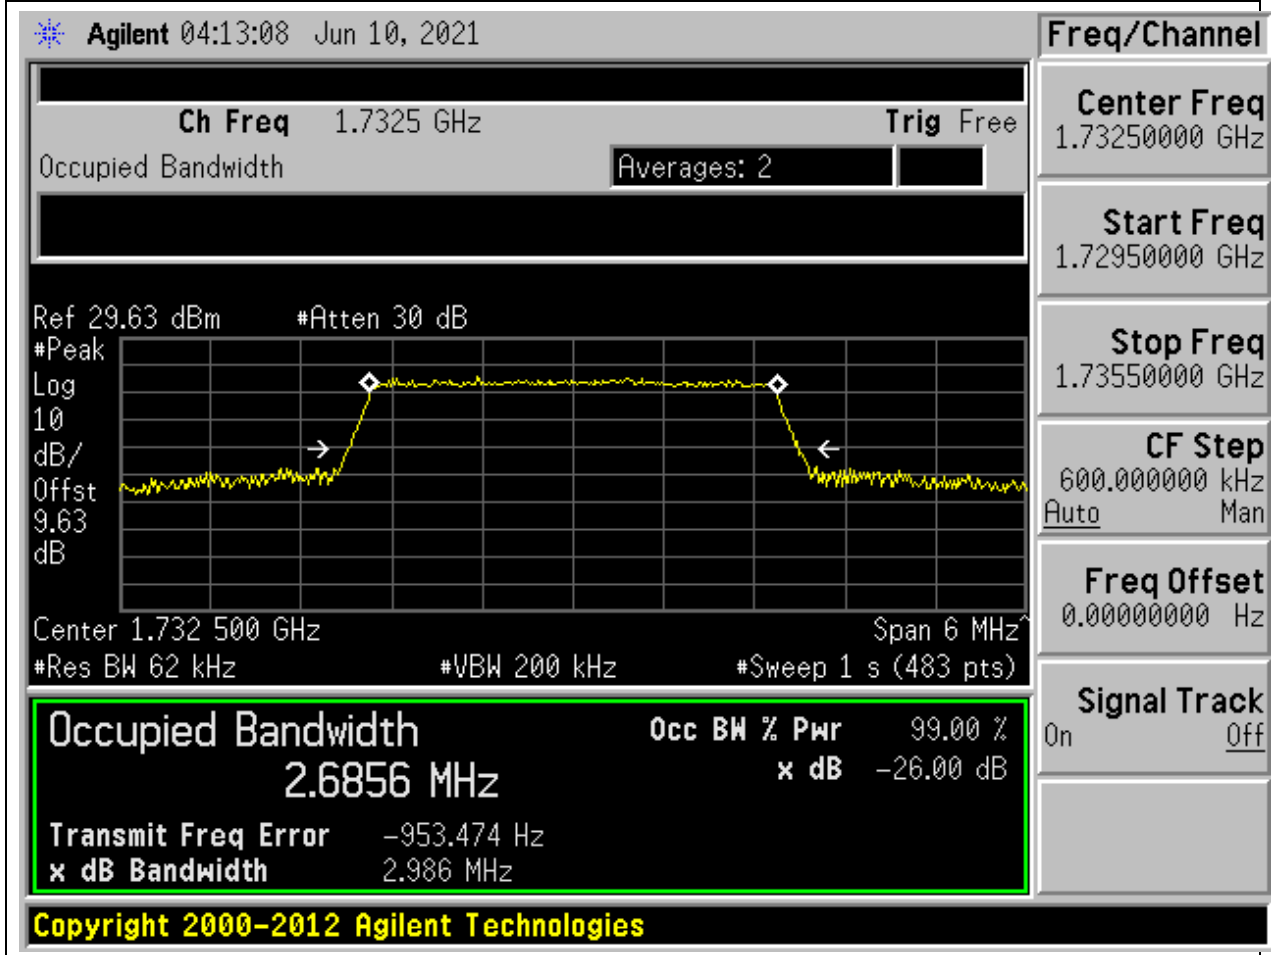 Agilent 04:13:08 Jun 10, 2021
Freq/Channel
Ch Freq 1.7325 GHz Trig Free
Occupied Bandwidth Averages: 2
Center Freq
1.73250000 GHz
Start Freq
1.72950000 GHz
Stop Freq
1.73550000 GHz
CF Step
600.000000 kHz
Auto Man
Freq Offset
0.00000000 Hz
Signal Track
On Off
Ref 29.63 dBm #Atten 30 dB
#Peak
Log
10
dB/
Offst
9.63
dB
Center 1.732 500 GHz Span 6 MHz^
#Res BW 62 kHz #VBW 200 kHz #Sweep 1 s (483 pts)
Occupied Bandwidth Occ BW % Pwr 99.00 %
2.6856 MHz x dB -26.00 dB
Transmit Freq Error -953.474 Hz
x dB Bandwidth 2.986 MHz
Copyright 2000-2012 Agilent Technologies